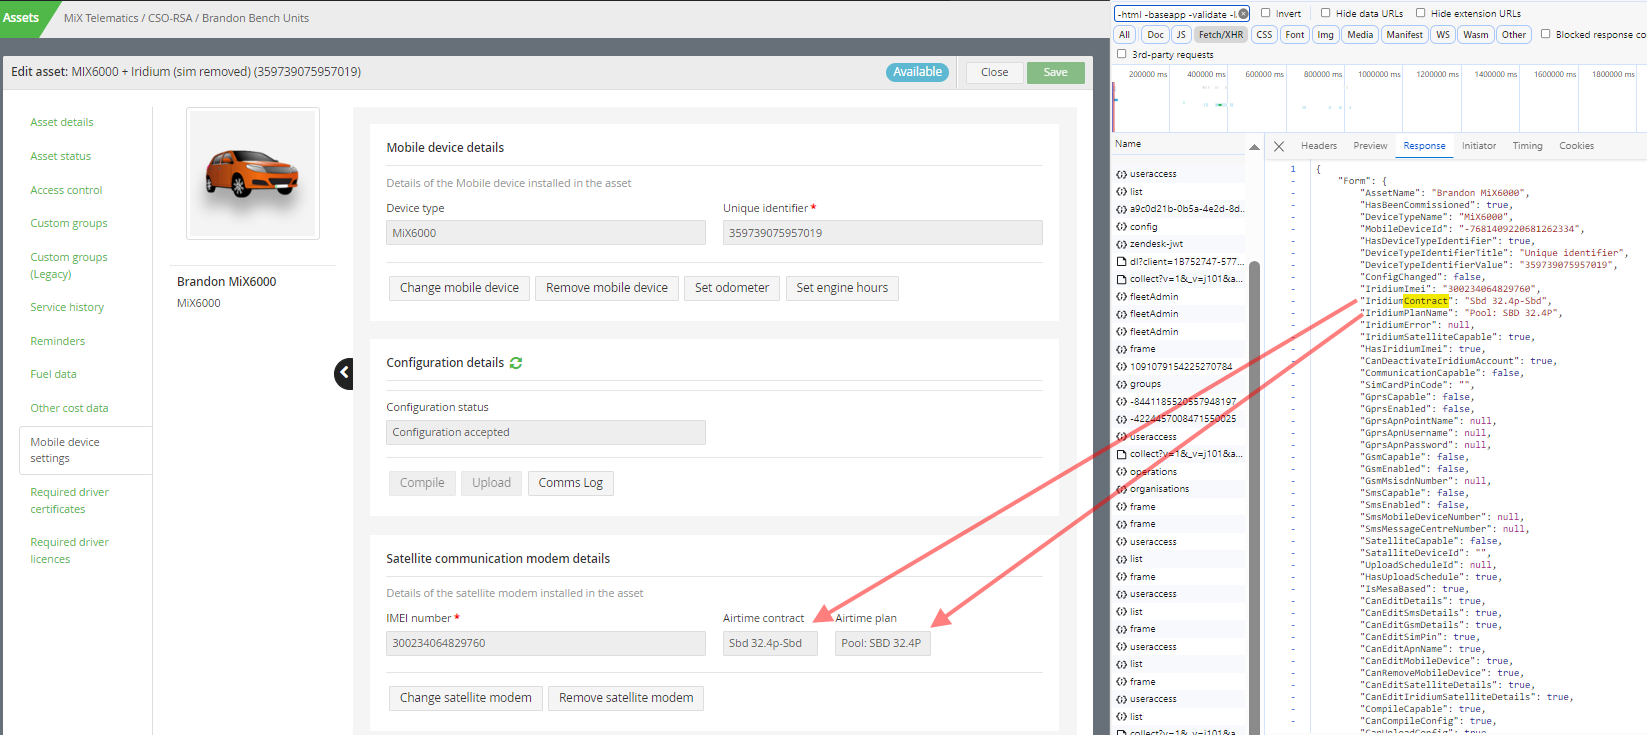 Assets
MiX Telematics / CSO-RSA / Brandon Bench Units
Edit asset: MIX6000 + Iridium (sim removed) (359739075957019)
Available
Close
Save
Asset details
Asset status
Access control
Custom groups
Custom groups
(Legacy)
Service history
Reminders
Fuel data
Other cost data
Mobile device
settings
Required driver
certificates
Required driver
licences
Brandon MiX6000
MiX6000
Mobile device details
Details of the Mobile device installed in the asset
Device type
Unique identifier *
MiX6000
359739075957019
Change mobile device
Remove mobile device
Set odometer
Set engine hours
Configuration details
Configuration status
Configuration accepted
Compile
Upload
Comms Log
Satellite communication modem details
Details of the satellite modem installed in the asset
IMEI number *
Airtime contract
Airtime plan
300234064829760
Sbd 32.4p-Sbd
Pool: SBD 32.4P
Change satellite modem
Remove satellite modem
-html -baseapp -validate -l
Invert
Hide data URLs
Hide extension URLs
All
Doc
JS
Fetch/XHR
CSS
Font
Img
Media
Manifest
WS
Wasm
Other
Blocked response co
3rd-party requests
200000 ms
400000 ms
600000 ms
800000 ms
1000000 ms
1200000 ms
1400000 ms
1600000 ms
1800000 ms
Name
useraccess
list
a9c0d21b-0b5a-4e2d-8d...
config
zendesk-jwt
dl?client=18752747-577...
collect?v=1&_v=j101&a...
fleetAdmin
fleetAdmin
fleetAdmin
frame
1091079154225270784
groups
-8441185520557948197
-4224457008471550025
useraccess
collect?v=1&_v=j101&a...
operations
organisations
frame
frame
useraccess
list
frame
useraccess
list
frame
useraccess
list
frame
useraccess
list
collect?v=1&_v=j101&a...
Headers
Preview
Response
Initiator
Timing
Cookies
1 {
- "Form": {
- "AssetName": "Brandon MiX6000",
- "HasBeenCommissioned": true,
- "DeviceTypeName": "MiX6000",
- "MobileDeviceId": "-7681409220681262334",
- "HasDeviceTypeIdentifier": true,
- "DeviceTypeIdentifierTitle": "Unique identifier",
- "DeviceTypeIdentifierValue": "359739075957019",
- "ConfigChanged": false,
- "IridiumImei": "300234064829760",
- "IridiumContract": "Sbd 32.4p-Sbd",
- "IridiumPlanName": "Pool: SBD 32.4P",
- "IridiumError": null,
- "IridiumSatelliteCapable": true,
- "HasIridiumImei": true,
- "CanDeactivateIridiumAccount": true,
- "CommunicationCapable": false,
- "SimCardPinCode": "",
- "GprsCapable": false,
- "GprsEnabled": false,
- "GprsApnPointName": null,
- "GprsApnUsername": null,
- "GprsApnPassword": null,
- "GsmCapable": false,
- "GsmEnabled": false,
- "GsmMsisdnNumber": null,
- "SmsCapable": false,
- "SmsEnabled": false,
- "SmsMobileDeviceNumber": null,
- "SmsMessageCentreNumber": null,
- "SatelliteCapable": false,
- "SatalliteDeviceId": "",
- "UploadScheduleId": null,
- "HasUploadSchedule": true,
- "IsMesaBased": true,
- "CanEditDetails": true,
- "CanEditSmsDetails": true,
- "CanEditGsmDetails": true,
- "CanEditSimPin": true,
- "CanEditApnName": true,
- "CanEditMobileDevice": true,
- "CanRemoveMobileDevice": true,
- "CanEditSatelliteDetails": true,
- "CanEditIridiumSatelliteDetails": true,
- "CompileCapable": true,
- "CanCompileConfig": true,
- "CanUploadConfig": true,